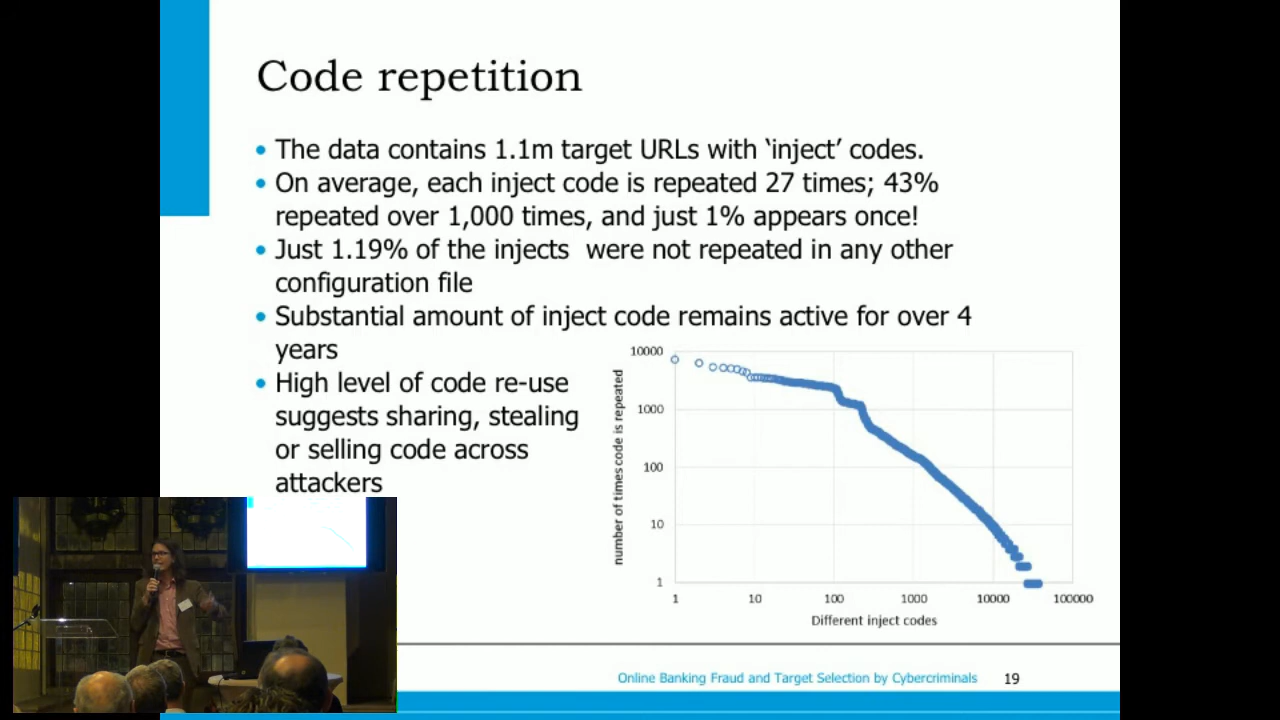 Code repetition
The data contains 1.1m target URLs with ‘inject’ codes.
On average, each inject code is repeated 27 times; 43%
repeated over 1,000 times, and just 1% appears once!
Just 1.19% of the injects  were not repeated in any other
configuration file
Substantial amount of inject code remains active for over 4
years
High level of code re-use
suggests sharing, stealing
or selling code across
attackers
number of times code is repeated
10000
1000
100
10
1
1 10 100 1000 10000 100000
Different inject codes
Online Banking Fraud and Target Selection by Cybercriminals 19